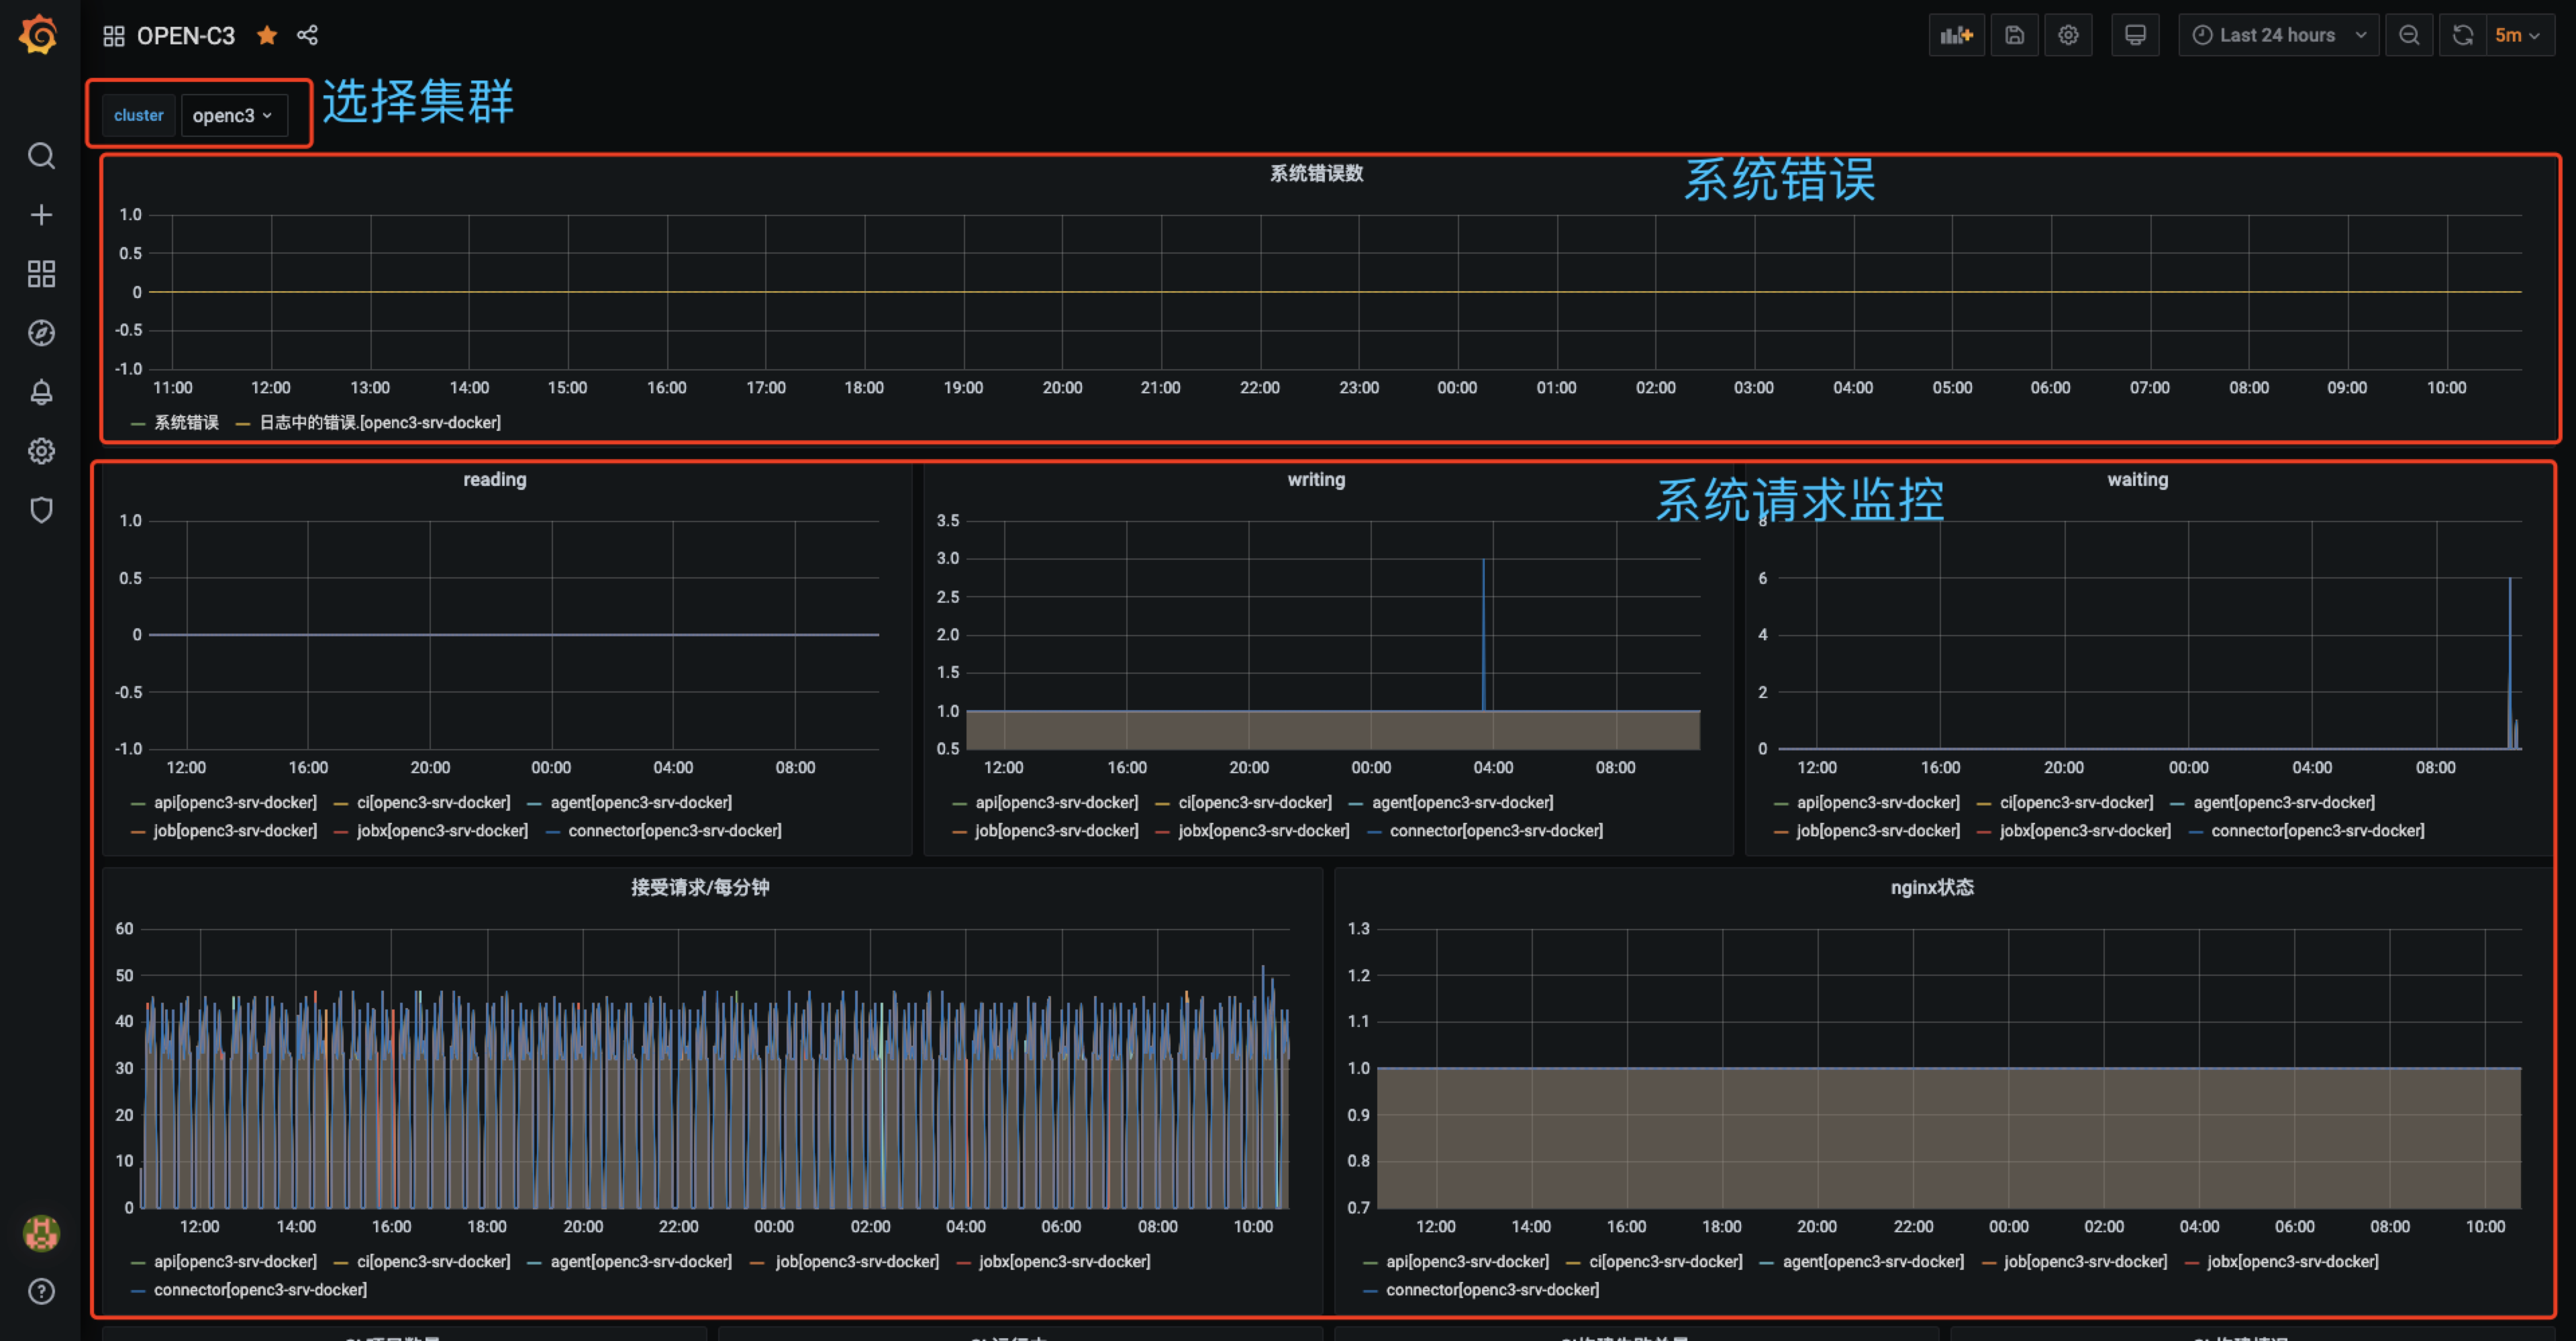 OPEN-C3
Last 24 hours
5m
cluster
openc3
选择集群
系统错误数
系统错误
1.0
0.5
0
-0.5
-1.0
11:00 12:00 13:00 14:00 15:00 16:00 17:00 18:00 19:00 20:00 21:00 22:00 23:00 00:00 01:00 02:00 03:00 04:00 05:00 06:00 07:00 08:00 09:00 10:00
系统错误 日志中的错误.[openc3-srv-docker]
系统请求监控
reading
1.0
0.5
0
-0.5
-1.0
12:00 16:00 20:00 00:00 04:00 08:00
api[openc3-srv-docker] ci[openc3-srv-docker] agent[openc3-srv-docker]
job[openc3-srv-docker] jobx[openc3-srv-docker] connector[openc3-srv-docker]
writing
3.5
3.0
2.5
2.0
1.5
1.0
0.5
12:00 16:00 20:00 00:00 04:00 08:00
api[openc3-srv-docker] ci[openc3-srv-docker] agent[openc3-srv-docker]
job[openc3-srv-docker] jobx[openc3-srv-docker] connector[openc3-srv-docker]
waiting
8
6
4
2
0
12:00 16:00 20:00 00:00 04:00 08:00
api[openc3-srv-docker] ci[openc3-srv-docker] agent[openc3-srv-docker]
job[openc3-srv-docker] jobx[openc3-srv-docker] connector[openc3-srv-docker]
接受请求/每分钟
60
50
40
30
20
10
0
12:00 14:00 16:00 18:00 20:00 22:00 00:00 02:00 04:00 06:00 08:00 10:00
api[openc3-srv-docker] ci[openc3-srv-docker] agent[openc3-srv-docker] job[openc3-srv-docker] jobx[openc3-srv-docker]
connector[openc3-srv-docker]
nginx状态
1.3
1.2
1.1
1.0
0.9
0.8
0.7
12:00 14:00 16:00 18:00 20:00 22:00 00:00 02:00 04:00 06:00 08:00 10:00
api[openc3-srv-docker] ci[openc3-srv-docker] agent[openc3-srv-docker] job[openc3-srv-docker] jobx[openc3-srv-docker]
connector[openc3-srv-docker]